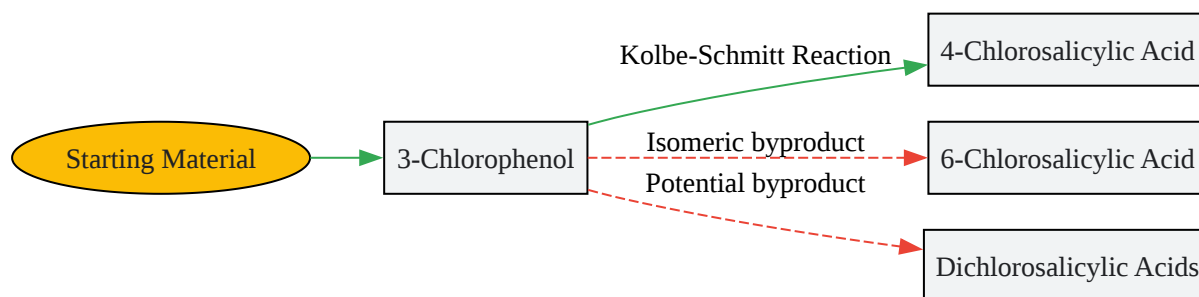 Starting Material
3-Chlorophenol
Kolbe-Schmitt Reaction
4-Chlorosalicylic Acid
Isomeric byproduct
6-Chlorosalicylic Acid
Potential byproduct
Dichlorosalicylic Acids